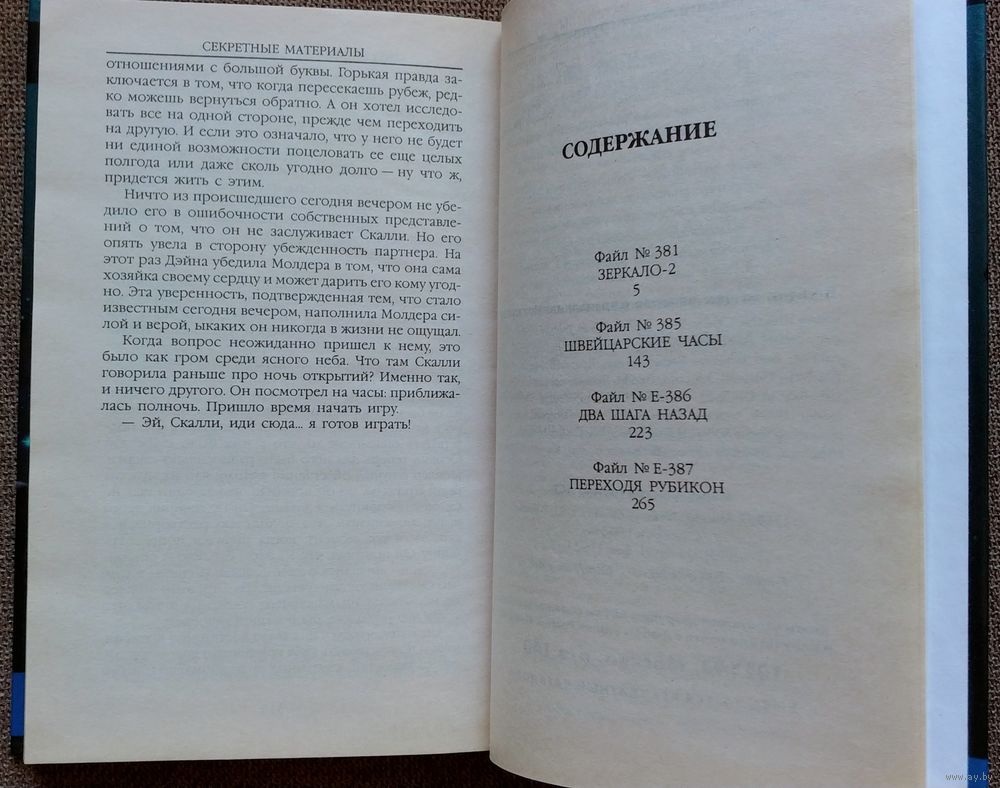 СЕКРЕТНЫЕ МАТЕРИАЛЫ
отношениями с большой буквы. Горькая правда за-
ключается в том, что когда пересекаешь рубеж, ред-
ко можешь вернуться обратно. А он хотел исследо-
вать все на одной стороне, прежде чем переходить
на другую. И если это означало, что у него не будет
ни единой возможности поцеловать ее еще целых
полгода или даже сколь угодно долго — ну что ж,
придется жить с этим.
Ничто из происшедшего сегодня вечером не убе-
дило его в ошибочности собственных представле-
ний о том, что он не заслуживает Скалли. Но его
опять увела в сторону убежденность партнера. На
этот раз Дэйна убедила Молдера в том, что она сама
хозяйка своему сердцу и может дарить его кому угод-
но. Эта уверенность, подтвержденная тем, что стало
известным сегодня вечером, наполнила Молдера си-
лой и верой, ыкаких он никогда в жизни не ощущал.
Когда вопрос неожиданно пришел к нему, это
было как гром среди ясного неба. Что там Скалли
говорила раньше про ночь открытий? Именно так,
и ничего другого. Он посмотрел на часы: приближа-
лась полночь. Пришло время начать игру.
— Эй, Скалли, иди сюда... я готов играть!
СОДЕРЖАНИЕ
Файл № 381
ЗЕРКАЛО-2
5
Файл № 385
ШВЕЙЦАРСКИЕ ЧАСЫ
143
Файл № Е-386
ДВА ШАГА НАЗАД
223
Файл № Е-387
ПЕРЕХОДЯ РУБИКОН
265
www.ay.by